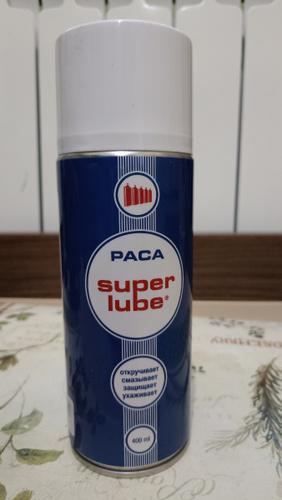 PACA
super
lube®
откручивает
смазывает
защищает
ухаживает
400 ml